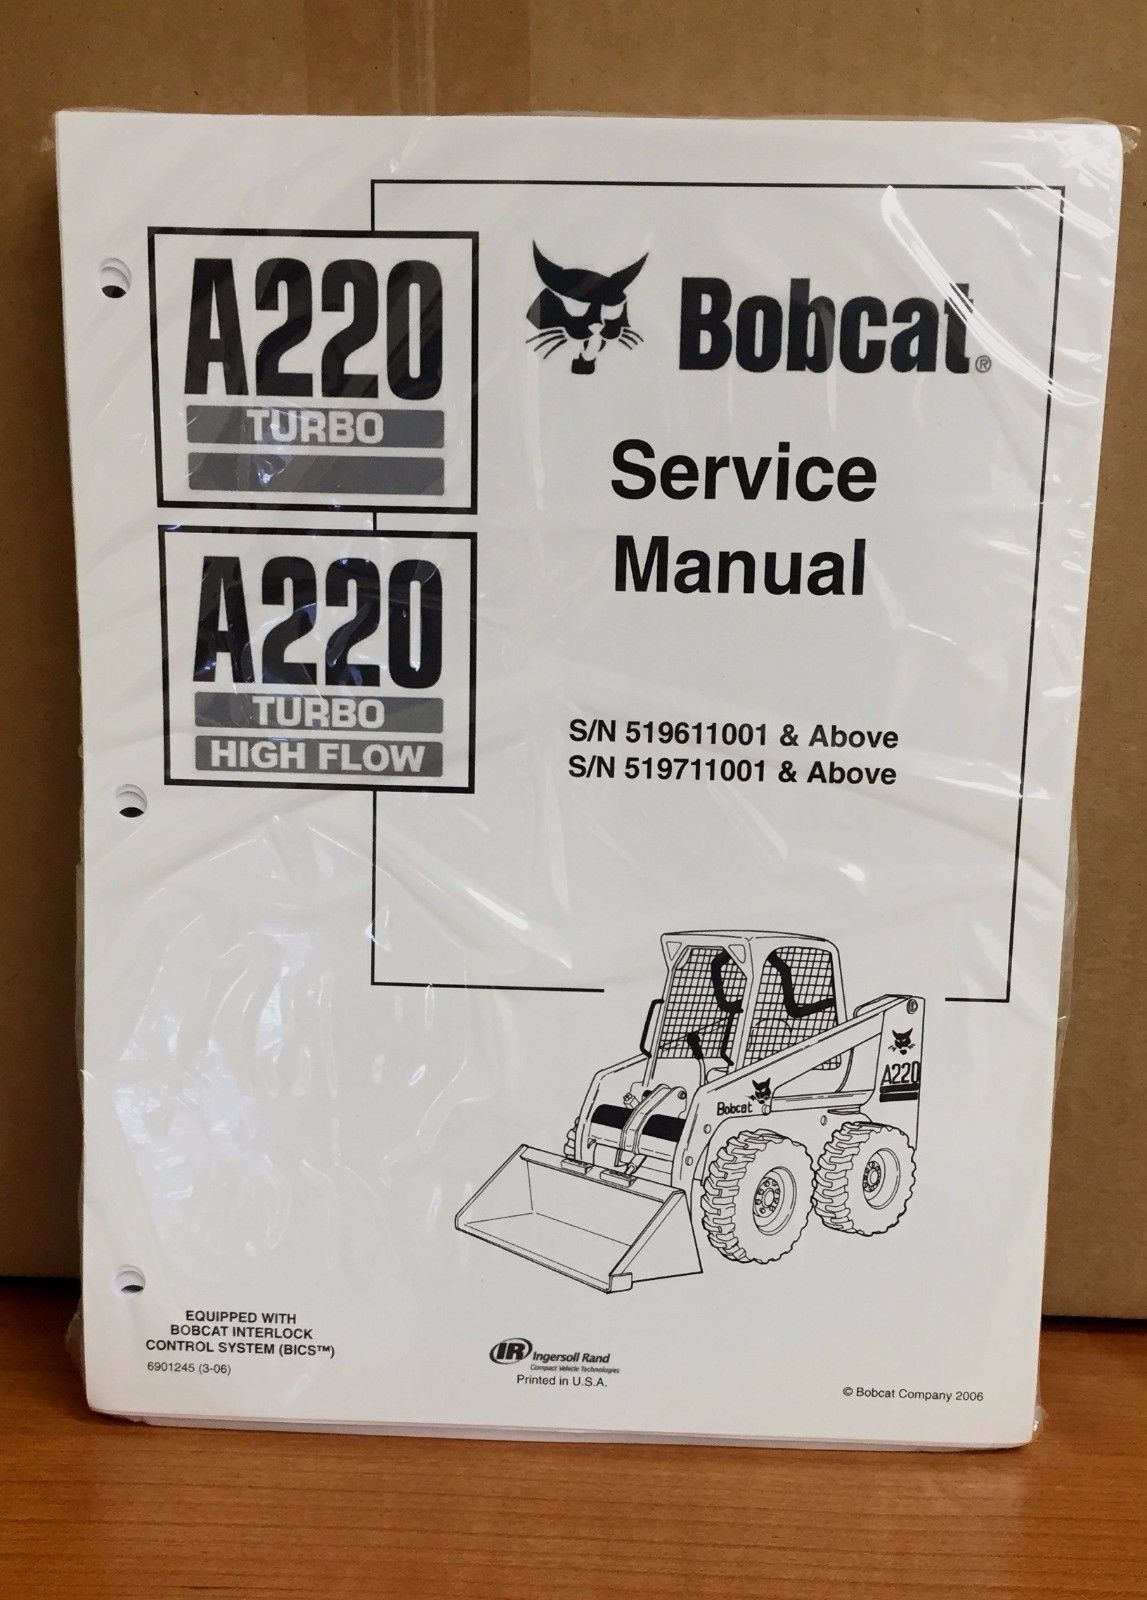 A220
TURBO
A220
TURBO
HIGH FLOW
Bobcat®
Service
Manual
S/N 519611001 & Above
S/N 519711001 & Above
Bobcat
A220
EQUIPPED WITH
BOBCAT INTERLOCK
CONTROL SYSTEM (BICS™)
6901245 (3-06)
IR Ingersoll Rand
Compact Vehicle Technologies
Printed in U.S.A.
© Bobcat Company 2006